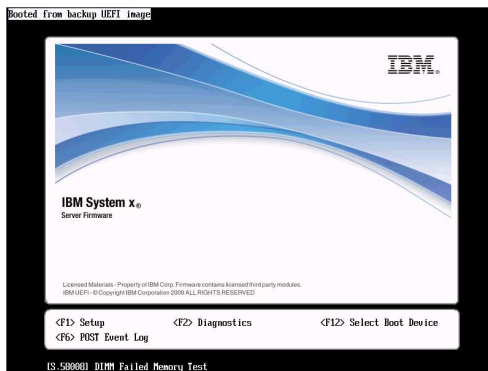 Booted from backup UEFI image
IBM®
IBM System x®
Server Firmware
Licensed Materials - Property of IBM Corp. Firmware contains licensed third party modules.
IBM UEFI - © Copyright IBM Corporation 2009 ALL RIGHTS RESERVED
<F1> Setup <F2> Diagnostics <F12> Select Boot Device
<F6> POST Event Log
[S.58008] DIMM Failed Memory Test